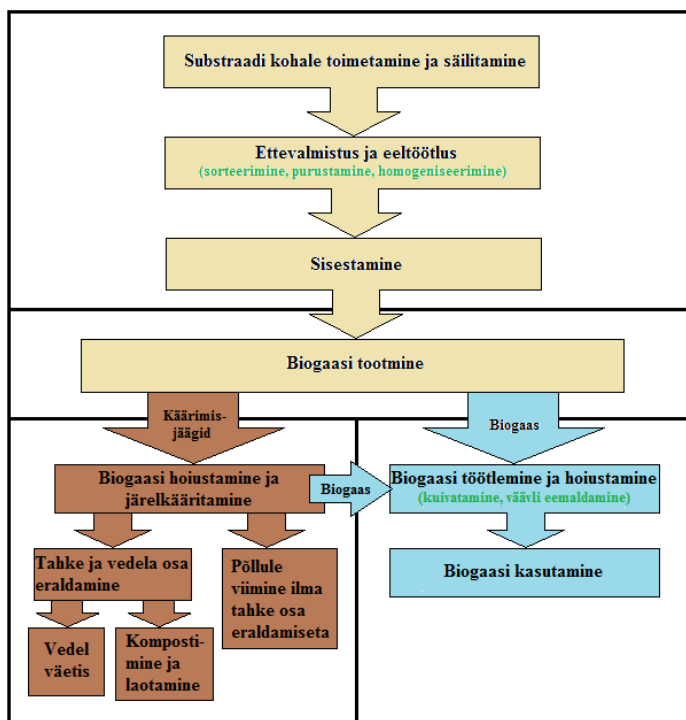 Substraadi kohale toimetamine ja säilitamine
Ettevalmistus ja eeltöötlus
(sorteerimine, purustamine, homogeniseerimine)
Sisestamine
Biogaasi tootmine
Käärimis-
jäägid
Biogaas
Biogaasi hoiustamine ja
järelkääritamine
Biogaas
Biogaasi töötlemine ja hoiustamine
(kuivatamine, väävli eemaldamine)
Tahke ja vedela osa
eraldamine
Põllule
viimine ilma
tahke osa
eraldamiseta
Biogaasi kasutamine
Vedel
väetis
Komposti-
mine ja
laotamine